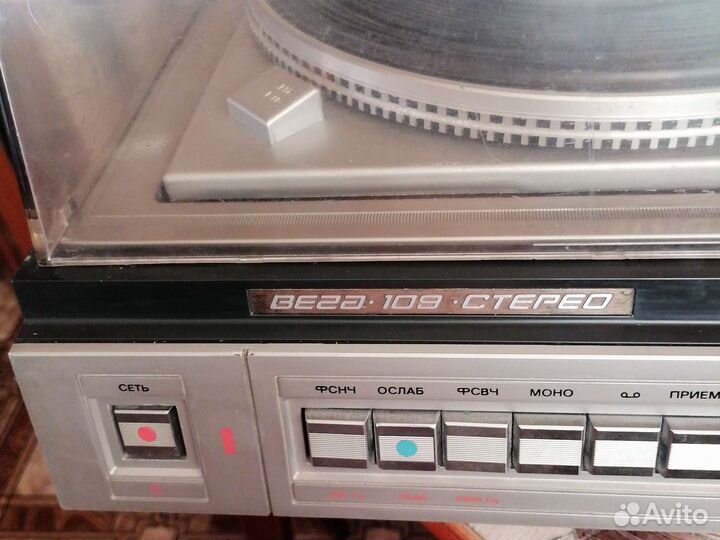 ВЕГА · 109 · СТЕРЕО
СЕТЬ
ФСНЧ ОСЛАБ ФСВЧ МОНО ПРИЕМ
Avito